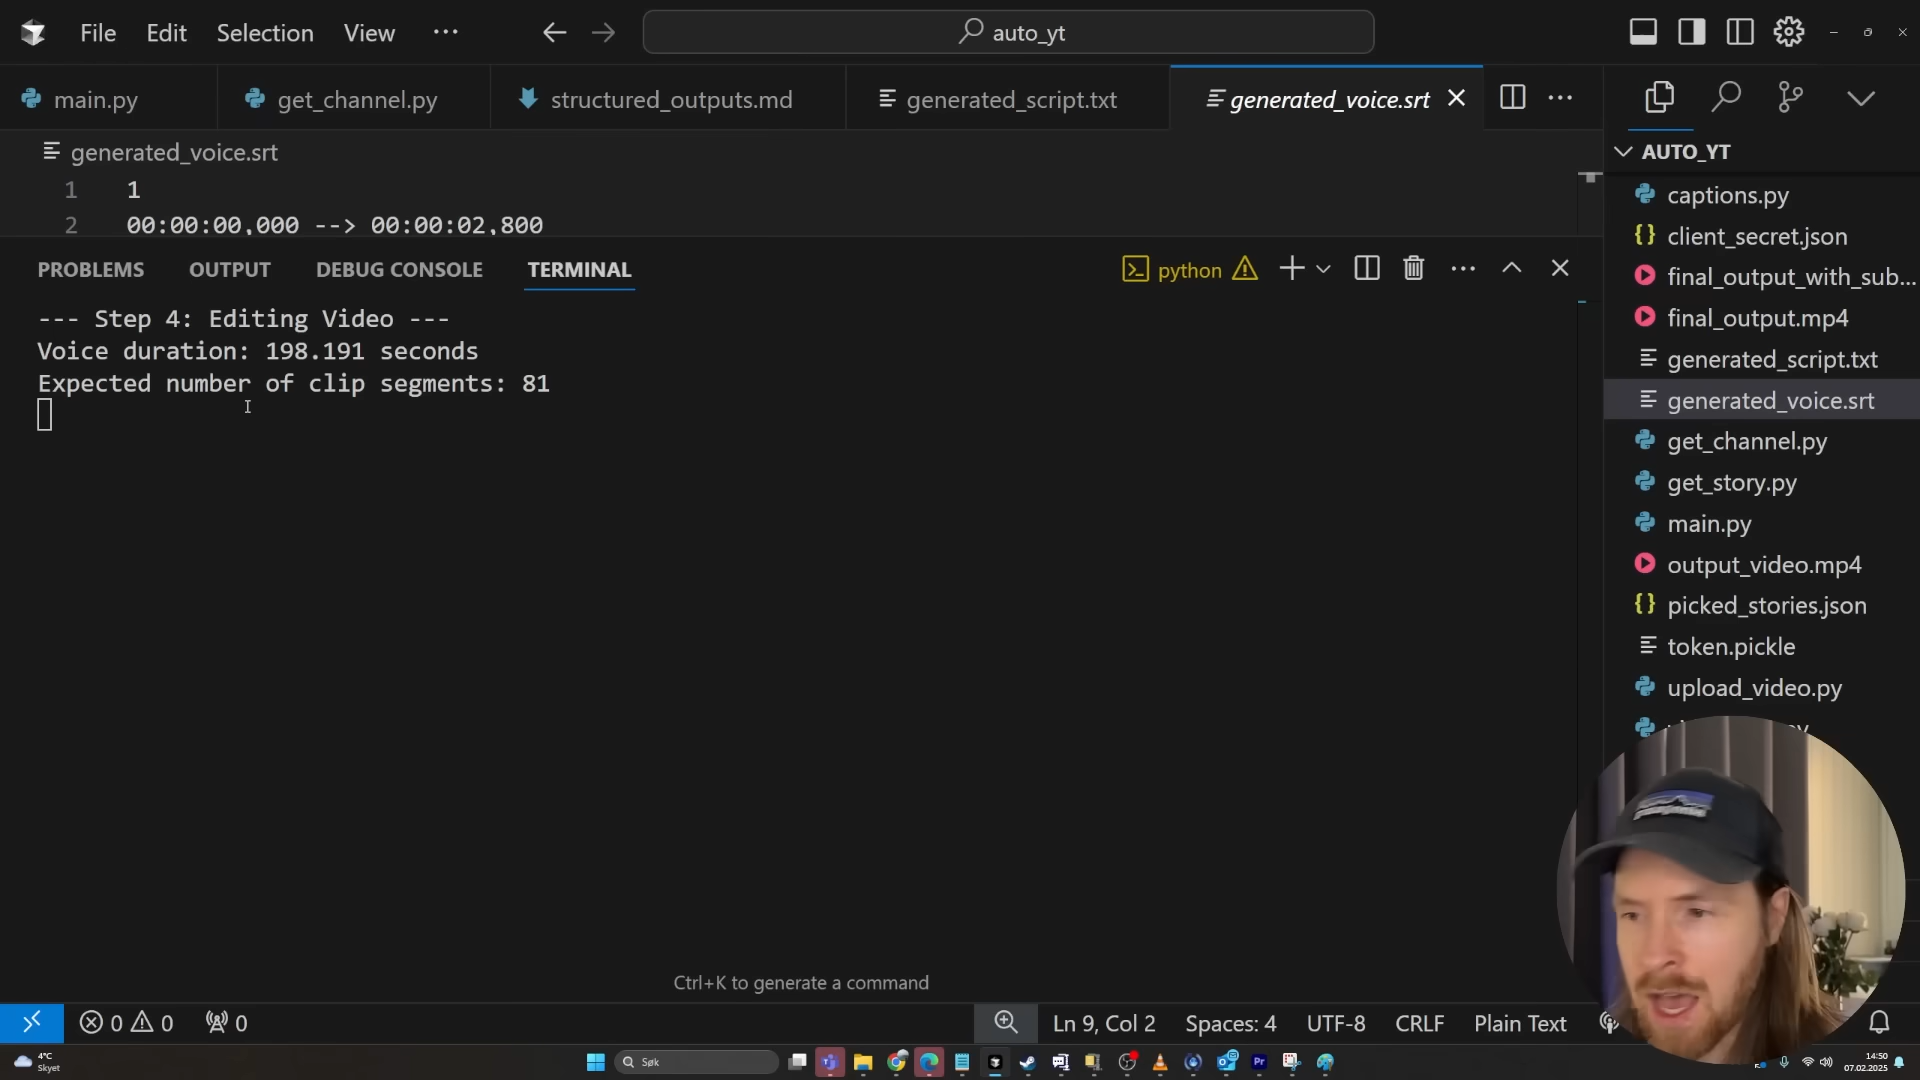 File Edit Selection View ··· auto_yt
main.py get_channel.py structured_outputs.md generated_script.txt generated_voice.srt
generated_voice.srt
1 1
2 00:00:00,000 --> 00:00:02,800
PROBLEMS OUTPUT DEBUG CONSOLE TERMINAL python
--- Step 4: Editing Video ---
Voice duration: 198.191 seconds
Expected number of clip segments: 81
Ctrl+K to generate a command
AUTO_YT
captions.py
client_secret.json
final_output_with_sub...
final_output.mp4
generated_script.txt
generated_voice.srt
get_channel.py
get_story.py
main.py
output_video.mp4
picked_stories.json
token.pickle
upload_video.py
0 0 0 Ln 9, Col 2 Spaces: 4 UTF-8 CRLF Plain Text
4°C
Skyet
Søk
14:50
07.02.2025